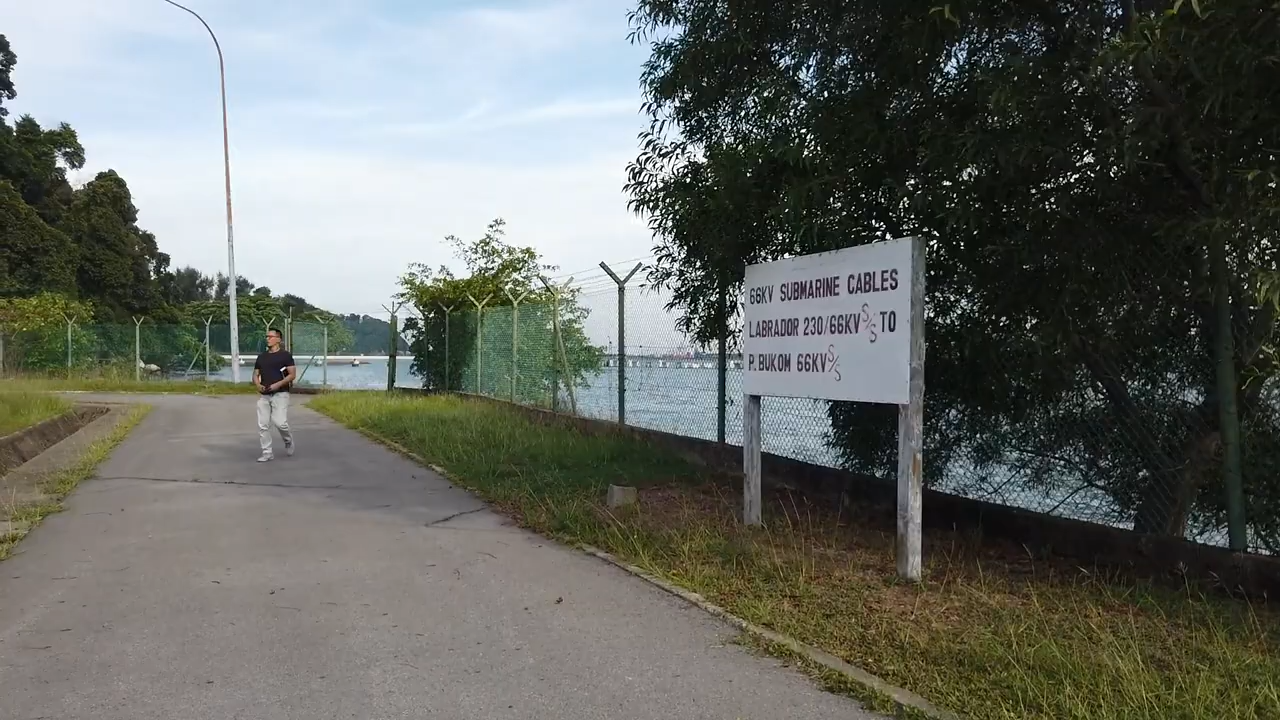 66KV SUBMARINE CABLES
LABRADOR 230/66KV S/S TO
P. BUKOM 66KV S/S